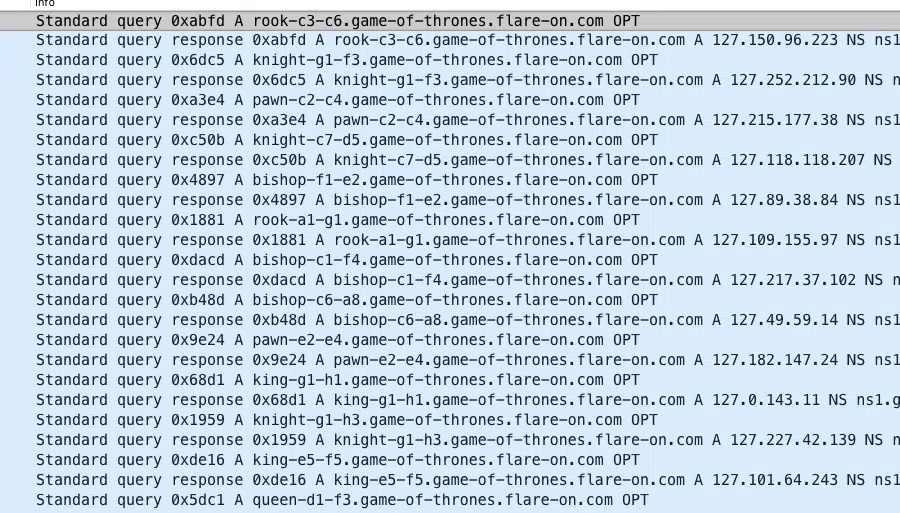 Info
Standard query 0xabfd A rook-c3-c6.game-of-thrones.flare-on.com OPT
Standard query response 0xabfd A rook-c3-c6.game-of-thrones.flare-on.com A 127.150.96.223 NS ns1
Standard query 0x6dc5 A knight-g1-f3.game-of-thrones.flare-on.com OPT
Standard query response 0x6dc5 A knight-g1-f3.game-of-thrones.flare-on.com A 127.252.212.90 NS n
Standard query 0xa3e4 A pawn-c2-c4.game-of-thrones.flare-on.com OPT
Standard query response 0xa3e4 A pawn-c2-c4.game-of-thrones.flare-on.com A 127.215.177.38 NS ns1
Standard query 0xc50b A knight-c7-d5.game-of-thrones.flare-on.com OPT
Standard query response 0xc50b A knight-c7-d5.game-of-thrones.flare-on.com A 127.118.118.207 NS
Standard query 0x4897 A bishop-f1-e2.game-of-thrones.flare-on.com OPT
Standard query response 0x4897 A bishop-f1-e2.game-of-thrones.flare-on.com A 127.89.38.84 NS ns1
Standard query 0x1881 A rook-a1-g1.game-of-thrones.flare-on.com OPT
Standard query response 0x1881 A rook-a1-g1.game-of-thrones.flare-on.com A 127.109.155.97 NS ns1
Standard query 0xdacd A bishop-c1-f4.game-of-thrones.flare-on.com OPT
Standard query response 0xdacd A bishop-c1-f4.game-of-thrones.flare-on.com A 127.217.37.102 NS n
Standard query 0xb48d A bishop-c6-a8.game-of-thrones.flare-on.com OPT
Standard query response 0xb48d A bishop-c6-a8.game-of-thrones.flare-on.com A 127.49.59.14 NS ns1
Standard query 0x9e24 A pawn-e2-e4.game-of-thrones.flare-on.com OPT
Standard query response 0x9e24 A pawn-e2-e4.game-of-thrones.flare-on.com A 127.182.147.24 NS ns1
Standard query 0x68d1 A king-g1-h1.game-of-thrones.flare-on.com OPT
Standard query response 0x68d1 A king-g1-h1.game-of-thrones.flare-on.com A 127.0.143.11 NS ns1.g
Standard query 0x1959 A knight-g1-h3.game-of-thrones.flare-on.com OPT
Standard query response 0x1959 A knight-g1-h3.game-of-thrones.flare-on.com A 127.227.42.139 NS n
Standard query 0xde16 A king-e5-f5.game-of-thrones.flare-on.com OPT
Standard query response 0xde16 A king-e5-f5.game-of-thrones.flare-on.com A 127.101.64.243 NS ns1
Standard query 0x5dc1 A queen-d1-f3.game-of-thrones.flare-on.com OPT